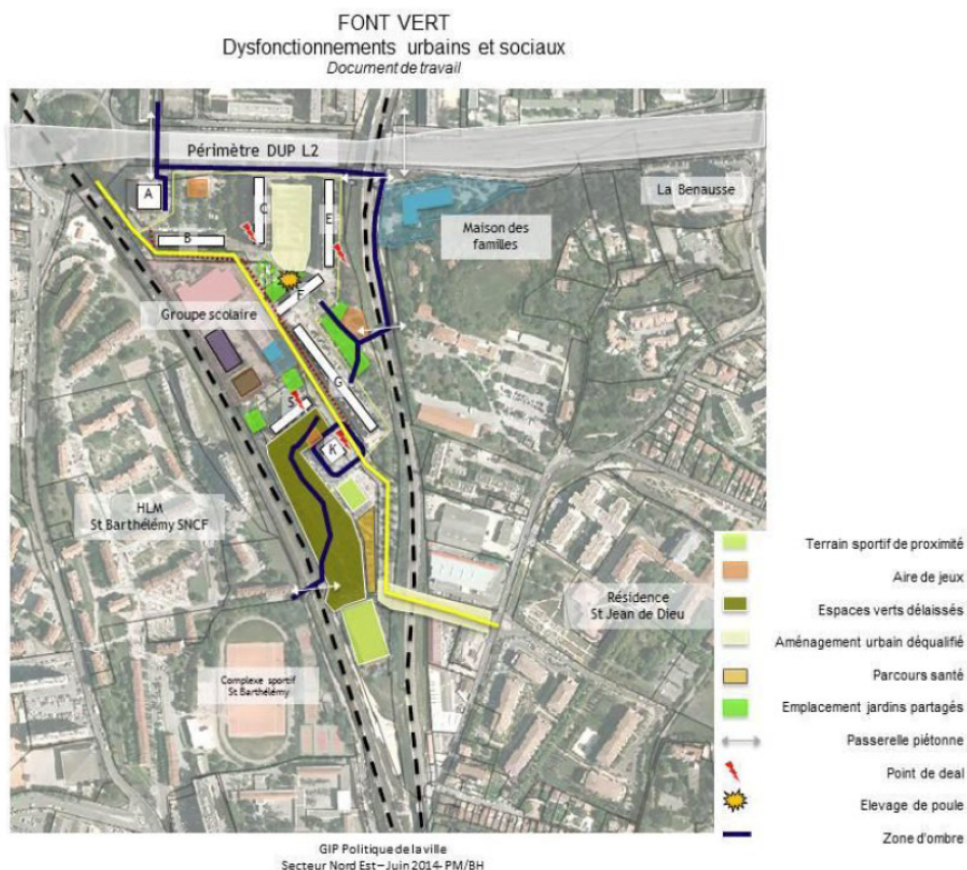 FONT VERT
Dysfonctionnements urbains et sociaux
Document de travail
Périmètre DUP L2
La Benausse
A
C
E
Maison des
familles
B
F
Groupe scolaire
G
S
K
HLM
St Barthélémy SNCF
Résidence
St Jean de Dieu
Complexe sportif
St Barthélémy
Terrain sportif de proximité
Aire de jeux
Espaces verts délaissés
Aménagement urbain déqualifié
Parcours santé
Emplacement jardins partagés
Passerelle piétonne
Point de deal
Elevage de poule
Zone d'ombre
GIP Politique de la ville
Secteur Nord Est – Juin 2014- PM/BH